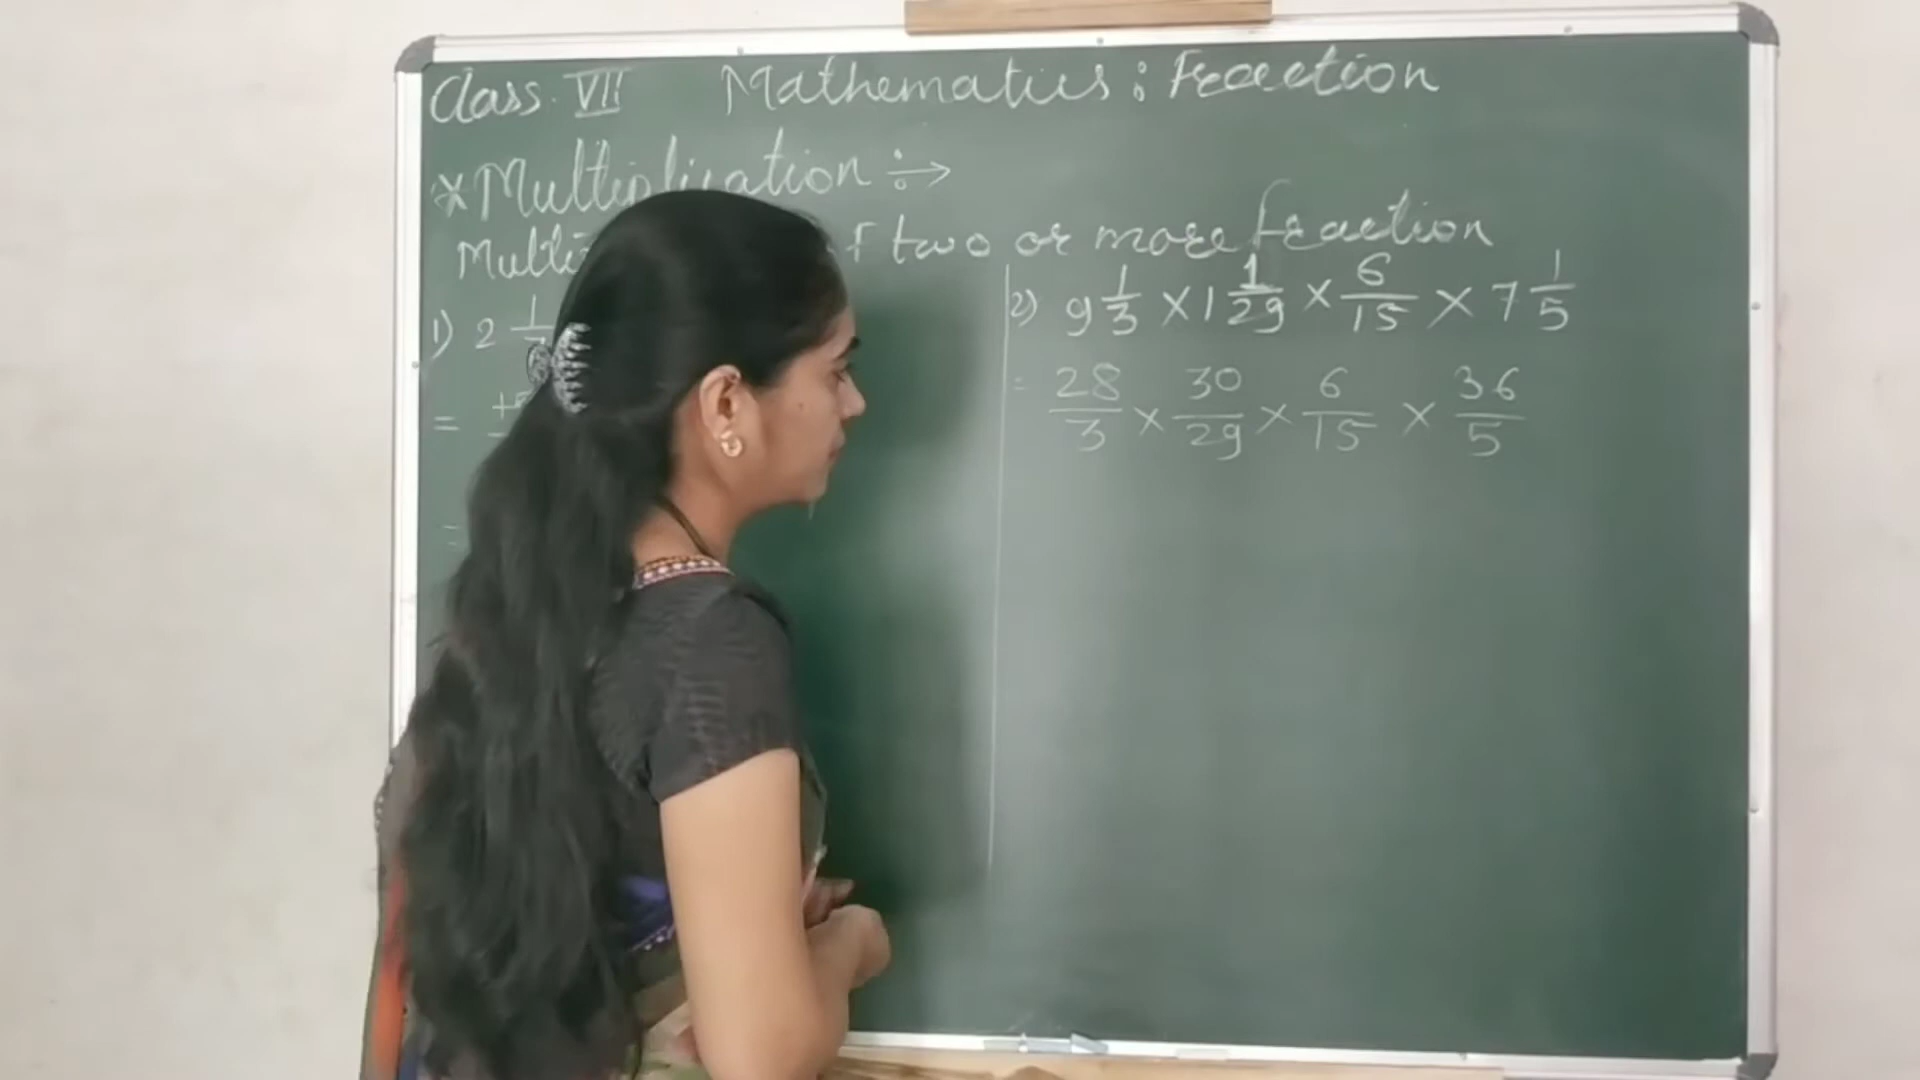 Class. VII Mathematics : Fraction
* Multiplication ÷→
f two or more fraction
1) 2 1/
2) 9 1/3 × 1 1/29 × 6/15 × 7 1/5
=
= 28/3 × 30/29 × 6/15 × 36/5
=